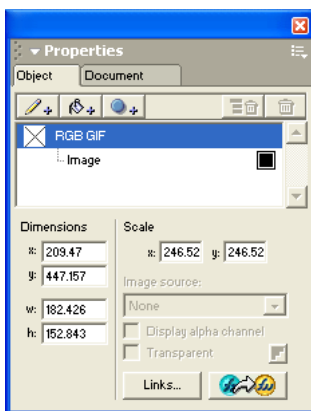 Properties
Object Document
RGB GIF
Image
Dimensions Scale
x: 209.47 x: 246.52 y: 246.52
y: 447.157
Image source:
w: 182.426 None
h: 152.843 Display alpha channel
Transparent
Links...